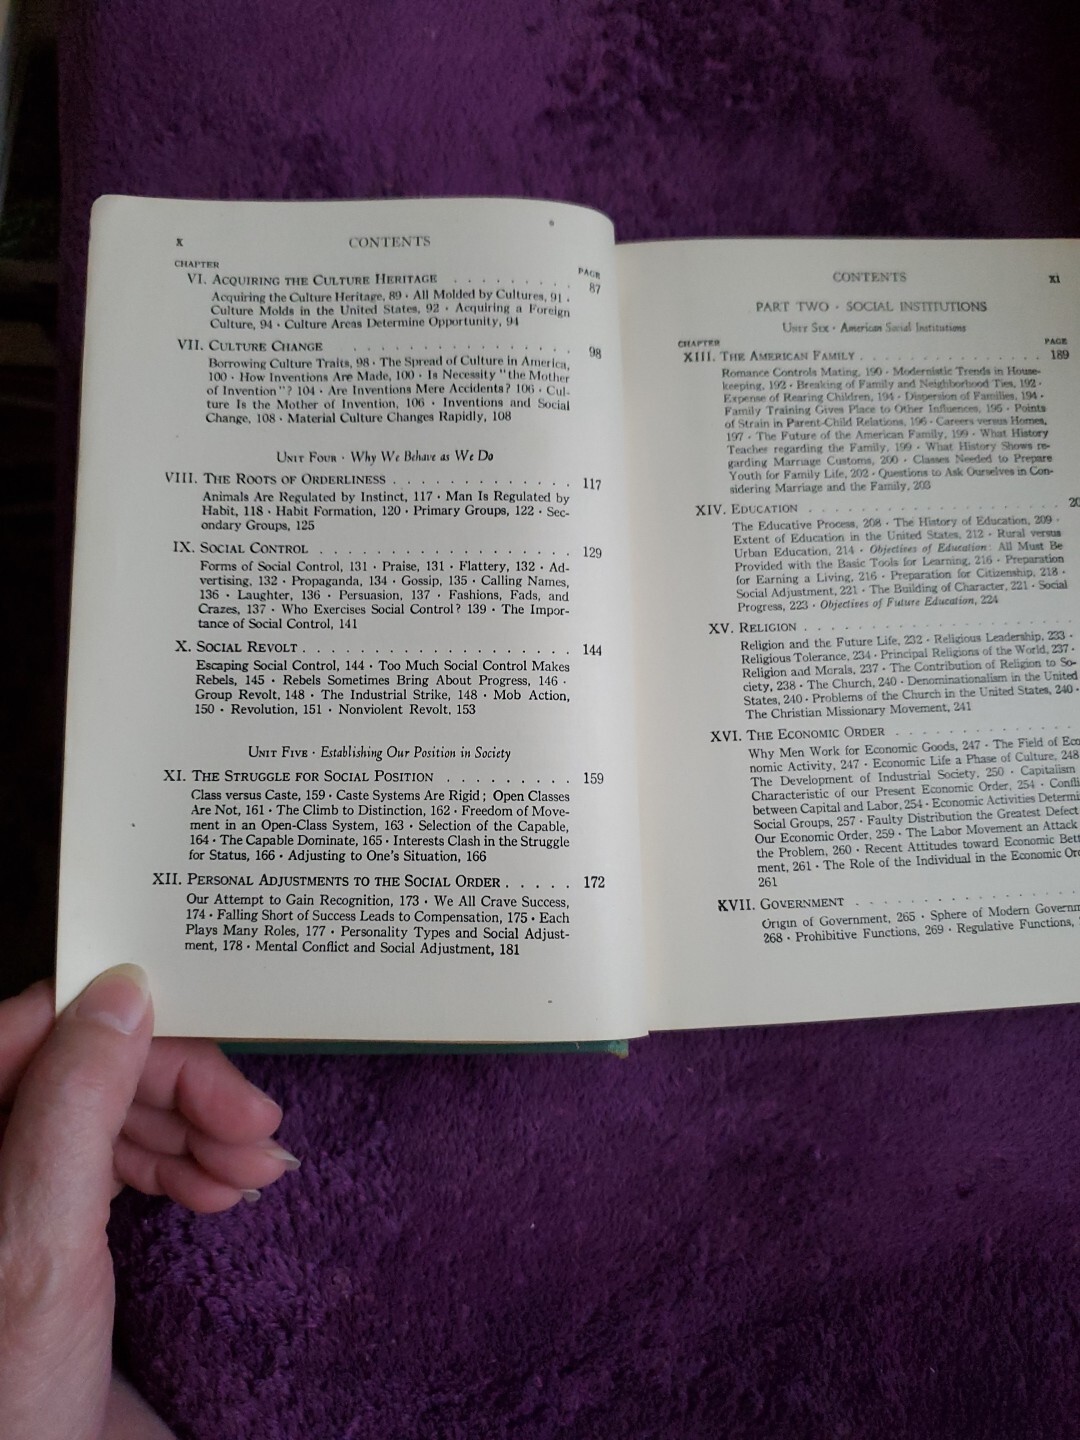 x
CONTENTS
CHAPTER
PAGE
VI. ACQUIRING THE CULTURE HERITAGE . . . . . . . . . 87
Acquiring the Culture Heritage, 89 · All Molded by Cultures, 91 ·
Culture Molds in the United States, 92 · Acquiring a Foreign
Culture, 94 · Culture Areas Determine Opportunity, 94
VII. CULTURE CHANGE . . . . . . . . . . . . . . . . 98
Borrowing Culture Traits, 98 · The Spread of Culture in America,
100 · How Inventions Are Made, 100 · Is Necessity "the Mother
of Invention"? 104 · Are Inventions Mere Accidents? 106 · Cul-
ture Is the Mother of Invention, 106 · Inventions and Social
Change, 108 · Material Culture Changes Rapidly, 108
UNIT FOUR · Why We Behave as We Do
VIII. THE ROOTS OF ORDERLINESS . . . . . . . . . . . . . 117
Animals Are Regulated by Instinct, 117 · Man Is Regulated by
Habit, 118 · Habit Formation, 120 · Primary Groups, 122 · Sec-
ondary Groups, 125
IX. SOCIAL CONTROL . . . . . . . . . . . . . . . . . . 129
Forms of Social Control, 131 · Praise, 131 · Flattery, 132 · Ad-
vertising, 132 · Propaganda, 134 · Gossip, 135 · Calling Names,
136 · Laughter, 136 · Persuasion, 137 · Fashions, Fads, and
Crazes, 137 · Who Exercises Social Control? 139 · The Impor-
tance of Social Control, 141
X. SOCIAL REVOLT . . . . . . . . . . . . . . . . . . . 144
Escaping Social Control, 144 · Too Much Social Control Makes
Rebels, 145 · Rebels Sometimes Bring About Progress, 146 ·
Group Revolt, 148 · The Industrial Strike, 148 · Mob Action,
150 · Revolution, 151 · Nonviolent Revolt, 153
UNIT FIVE · Establishing Our Position in Society
XI. THE STRUGGLE FOR SOCIAL POSITION . . . . . . . . . 159
Class versus Caste, 159 · Caste Systems Are Rigid; Open Classes
Are Not, 161 · The Climb to Distinction, 162 · Freedom of Move-
ment in an Open-Class System, 163 · Selection of the Capable,
164 · The Capable Dominate, 165 · Interests Clash in the Struggle
for Status, 166 · Adjusting to One's Situation, 166
XII. PERSONAL ADJUSTMENTS TO THE SOCIAL ORDER . . . . . 172
Our Attempt to Gain Recognition, 173 · We All Crave Success,
174 · Falling Short of Success Leads to Compensation, 175 · Each
Plays Many Roles, 177 · Personality Types and Social Adjust-
ment, 178 · Mental Conflict and Social Adjustment, 181
CONTENTS
xi
PART TWO · SOCIAL INSTITUTIONS
UNIT SIX · American Social Institutions
CHAPTER
PAGE
XIII. THE AMERICAN FAMILY . . . . . . . . . . . . . . 189
Romance Controls Mating, 190 · Modernistic Trends in House-
keeping, 192 · Breaking of Family and Neighborhood Ties, 192 ·
Expense of Rearing Children, 194 · Dispersion of Families, 194 ·
Family Training Gives Place to Other Influences, 195 · Points
of Strain in Parent-Child Relations, 196 · Careers versus Homes,
197 · The Future of the American Family, 199 · What History
Teaches regarding the Family, 199 · What History Shows re-
garding Marriage Customs, 200 · Classes Needed to Prepare
Youth for Family Life, 202 · Questions to Ask Ourselves in Con-
sidering Marriage and the Family, 203
XIV. EDUCATION . . . . . . . . . . . . . . . . . . . 20
The Educative Process, 208 · The History of Education, 209 ·
Extent of Education in the United States, 212 · Rural versus
Urban Education, 214 · Objectives of Education: All Must Be
Provided with the Basic Tools for Learning, 216 · Preparation
for Earning a Living, 216 · Preparation for Citizenship, 218 ·
Social Adjustment, 221 · The Building of Character, 221 · Social
Progress, 223 · Objectives of Future Education, 224
XV. RELIGION . . . . . . . . . . . . . . . . . . . .
Religion and the Future Life, 232 · Religious Leadership, 233 ·
Religious Tolerance, 234 · Principal Religions of the World, 237 ·
Religion and Morals, 237 · The Contribution of Religion to So-
ciety, 238 · The Church, 240 · Denominationalism in the United
States, 240 · Problems of the Church in the United States, 240 ·
The Christian Missionary Movement, 241
XVI. THE ECONOMIC ORDER . . . . . . . . . . . . .
Why Men Work for Economic Goods, 247 · The Field of Eco
nomic Activity, 247 · Economic Life a Phase of Culture, 248
The Development of Industrial Society, 250 · Capitalism
Characteristic of our Present Economic Order, 254 · Confli
between Capital and Labor, 254 · Economic Activities Determi
Social Groups, 257 · Faulty Distribution the Greatest Defect
Our Economic Order, 259 · The Labor Movement an Attack
the Problem, 260 · Recent Attitudes toward Economic Bett
ment, 261 · The Role of the Individual in the Economic Ord
261
XVII. GOVERNMENT . . . . . . . . . . . . . . .
Origin of Government, 265 · Sphere of Modern Governm
268 · Prohibitive Functions, 269 · Regulative Functions,